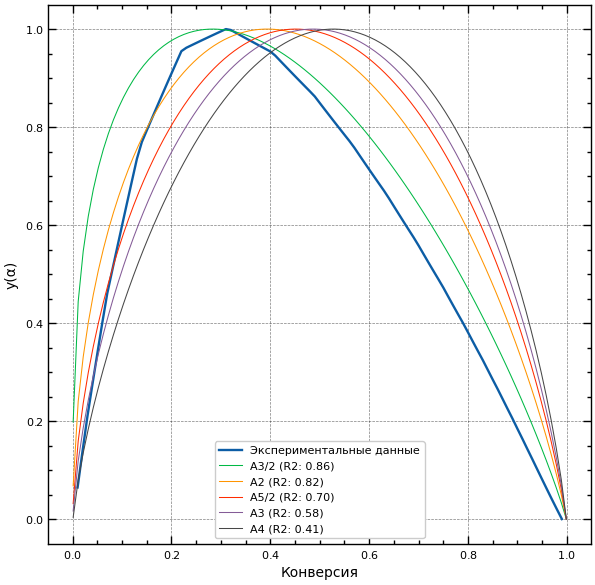 1.0
0.8
0.6
0.4
0.2
0.0
y(α)
Экспериментальные данные
A3/2 (R2: 0.86)
A2 (R2: 0.82)
A5/2 (R2: 0.70)
A3 (R2: 0.58)
A4 (R2: 0.41)
0.0 0.2 0.4 0.6 0.8 1.0
Конверсия